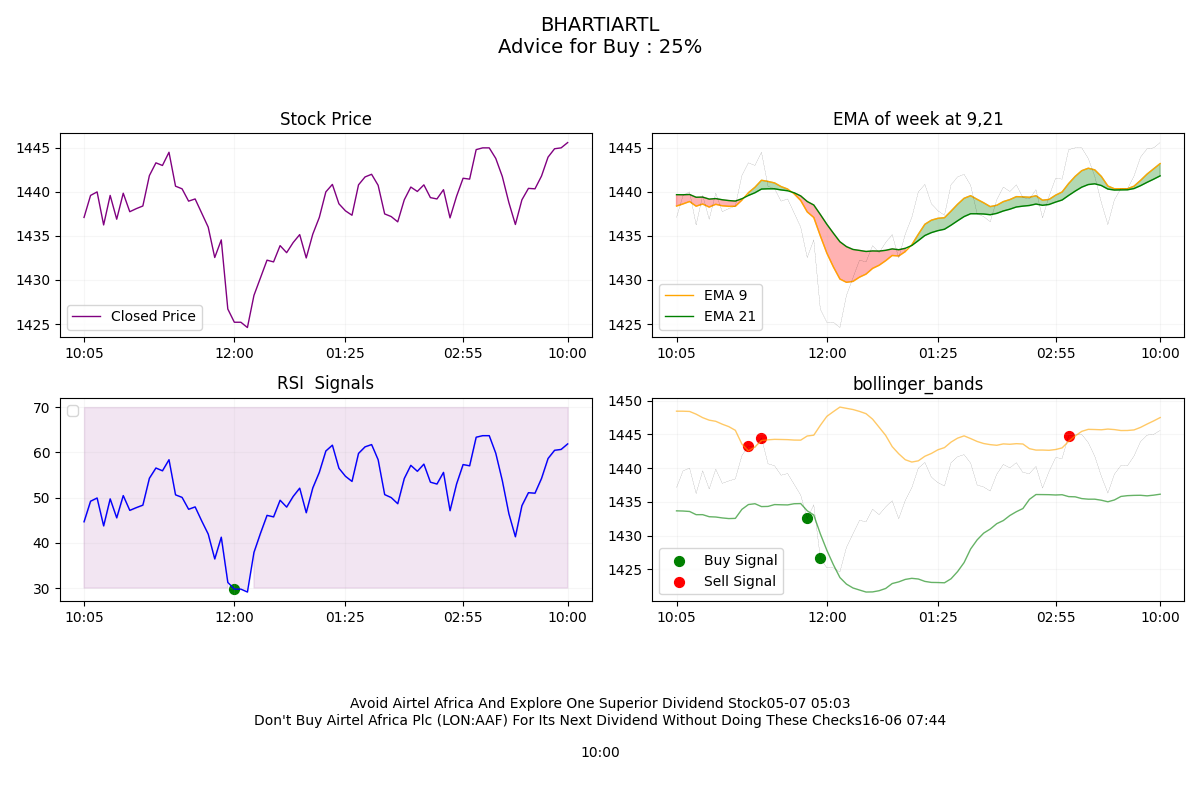 BHARTIARTL
Advice for Buy : 25%
Stock Price
1445
1440
1435
1430
1425
Closed Price
10:05 12:00 01:25 02:55 10:00
EMA of week at 9,21
1445
1440
1435
1430
1425
EMA 9
EMA 21
10:05 12:00 01:25 02:55 10:00
RSI  Signals
70
60
50
40
30
10:05 12:00 01:25 02:55 10:00
bollinger_bands
1450
1445
1440
1435
1430
1425
Buy Signal
Sell Signal
10:05 12:00 01:25 02:55 10:00
Avoid Airtel Africa And Explore One Superior Dividend Stock05-07 05:03
Don't Buy Airtel Africa Plc (LON:AAF) For Its Next Dividend Without Doing These Checks16-06 07:44
10:00